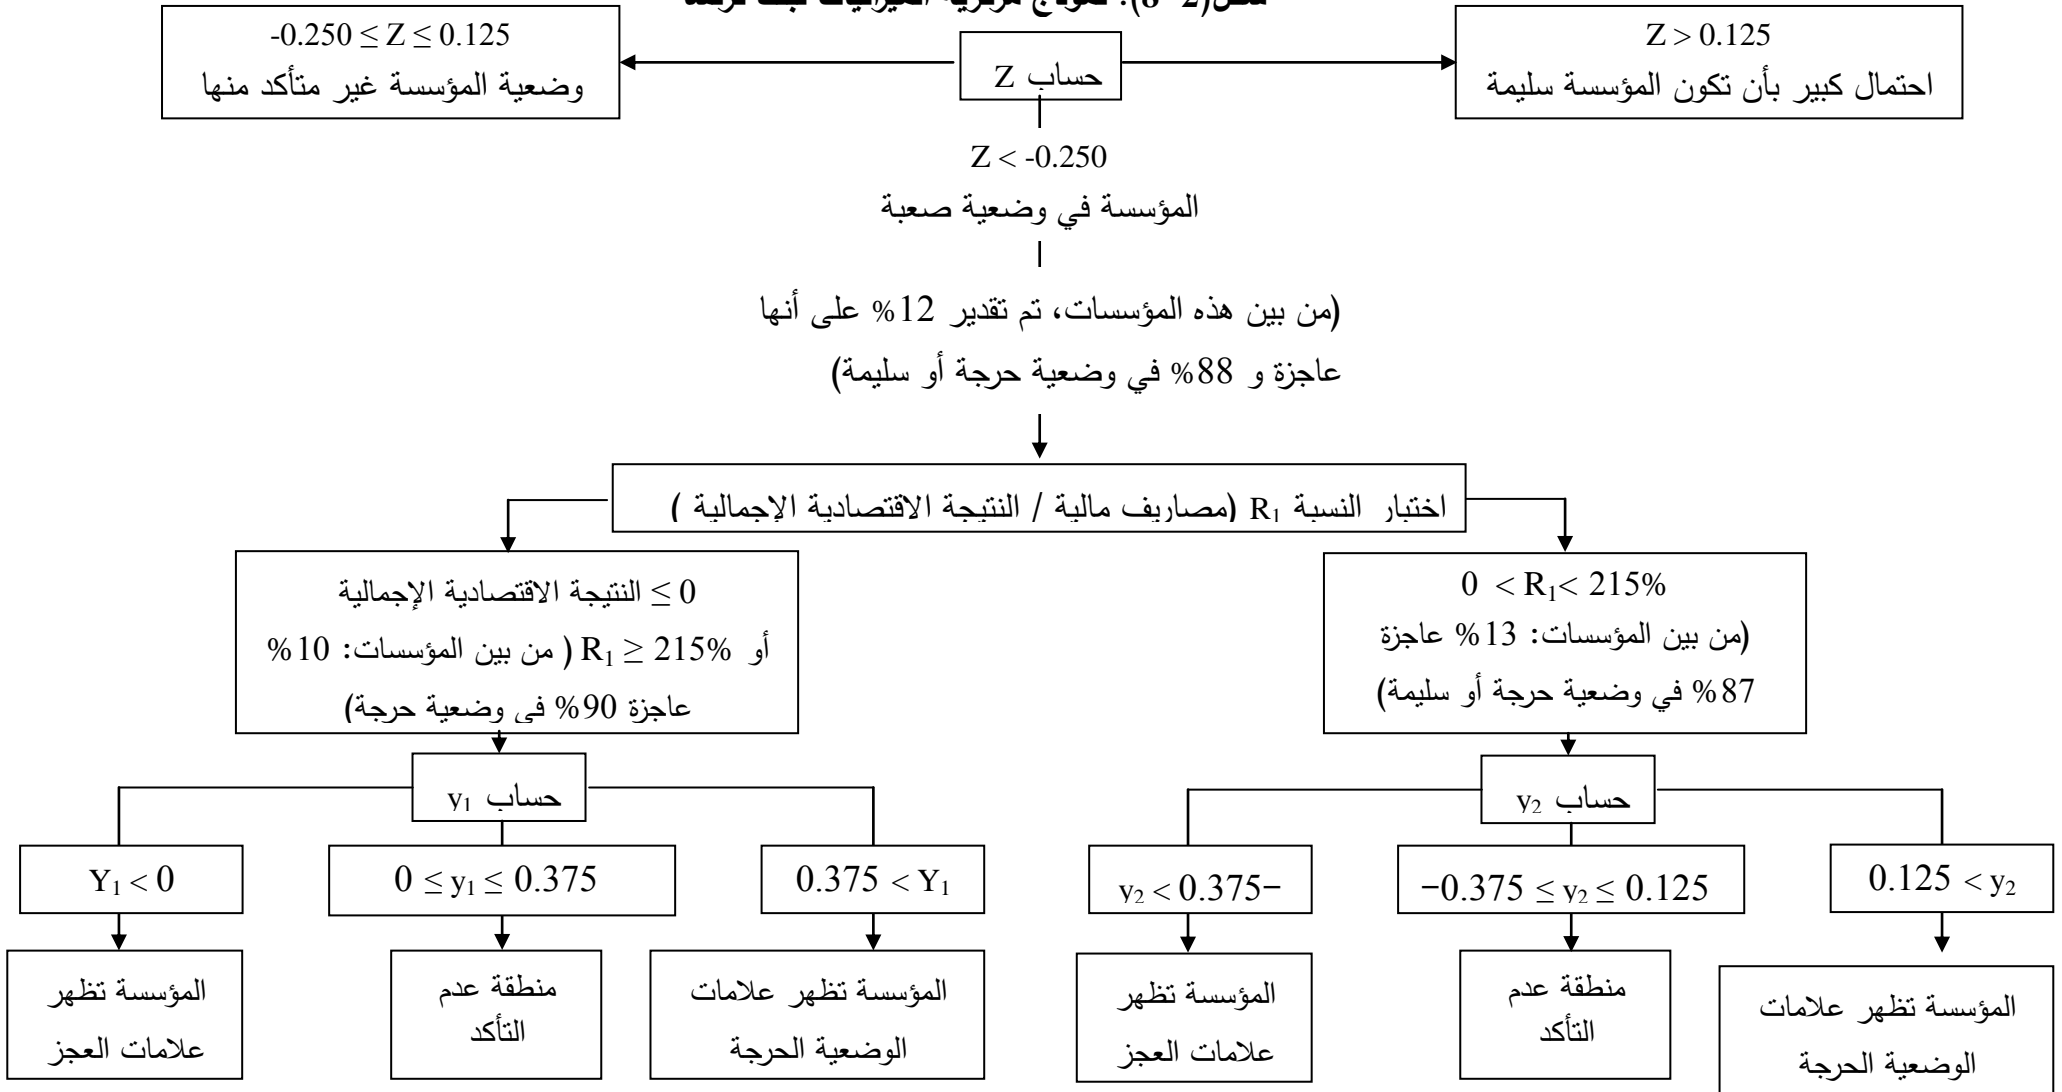 Z > 0.125
احتمال كبير بأن تكون المؤسسة سليمة
حساب Z
-0.250 ≤ Z ≤ 0.125
وضعية المؤسسة غير متأكد منها
Z < -0.250
المؤسسة في وضعية صعبة
(من بين هذه المؤسسات، تم تقدير 12% على أنها
عاجزة و 88% في وضعية حرجة أو سليمة)
اختبار النسبة R₁ (مصاريف مالية / النتيجة الاقتصادية الإجمالية )
0 < R₁< 215%
(من بين المؤسسات: 13% عاجزة
87% في وضعية حرجة أو سليمة)
0 ≥ النتيجة الاقتصادية الإجمالية
أو R₁ ≥ 215% ( من بين المؤسسات: 10%
عاجزة 90% في وضعية حرجة)
حساب y₂
حساب y₁
0.125 < y₂
−0.375 ≤ y₂ ≤ 0.125
y₂ < 0.375−
0.375 < Y₁
0 ≤ y₁ ≤ 0.375
Y₁ < 0
المؤسسة تظهر علامات
الوضعية الحرجة
منطقة عدم
التأكد
المؤسسة تظهر
علامات العجز
المؤسسة تظهر علامات
الوضعية الحرجة
منطقة عدم
التأكد
المؤسسة تظهر
علامات العجز